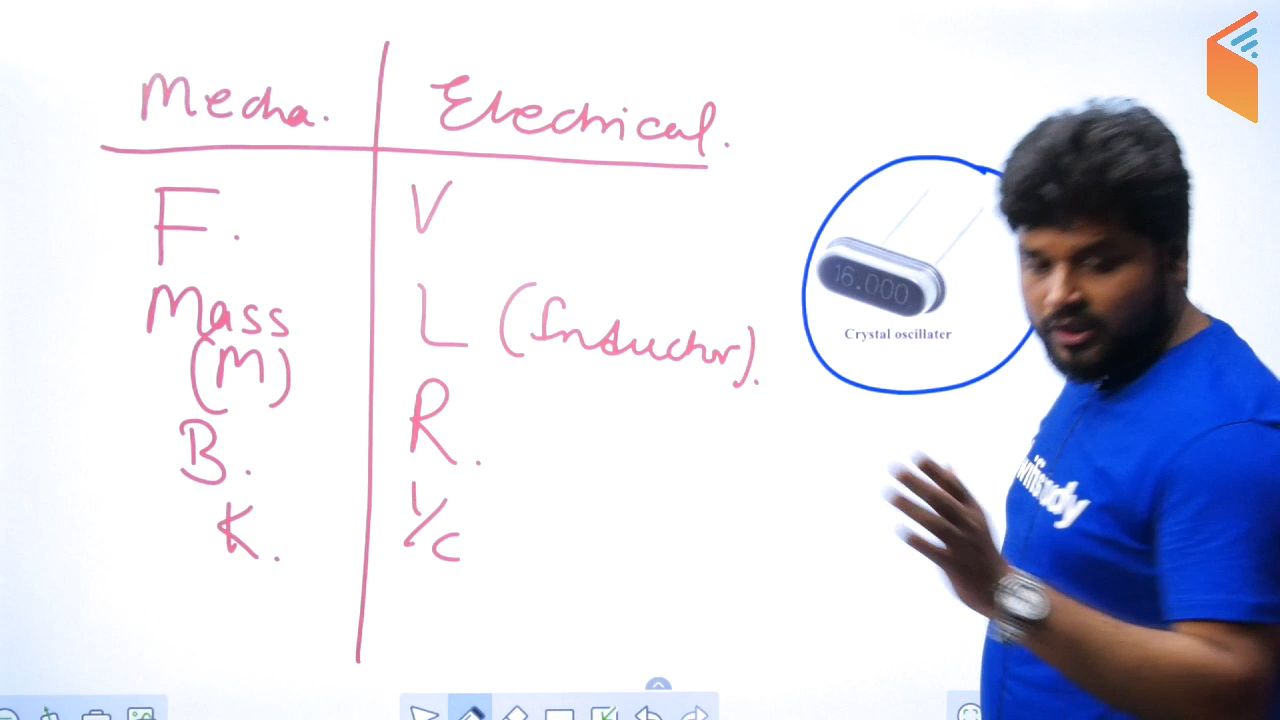 Mecha. Electrical.
F. V
Mass L (Inductor).
(M)
B. R.
K. 1/C
16.000
Crystal oscillater